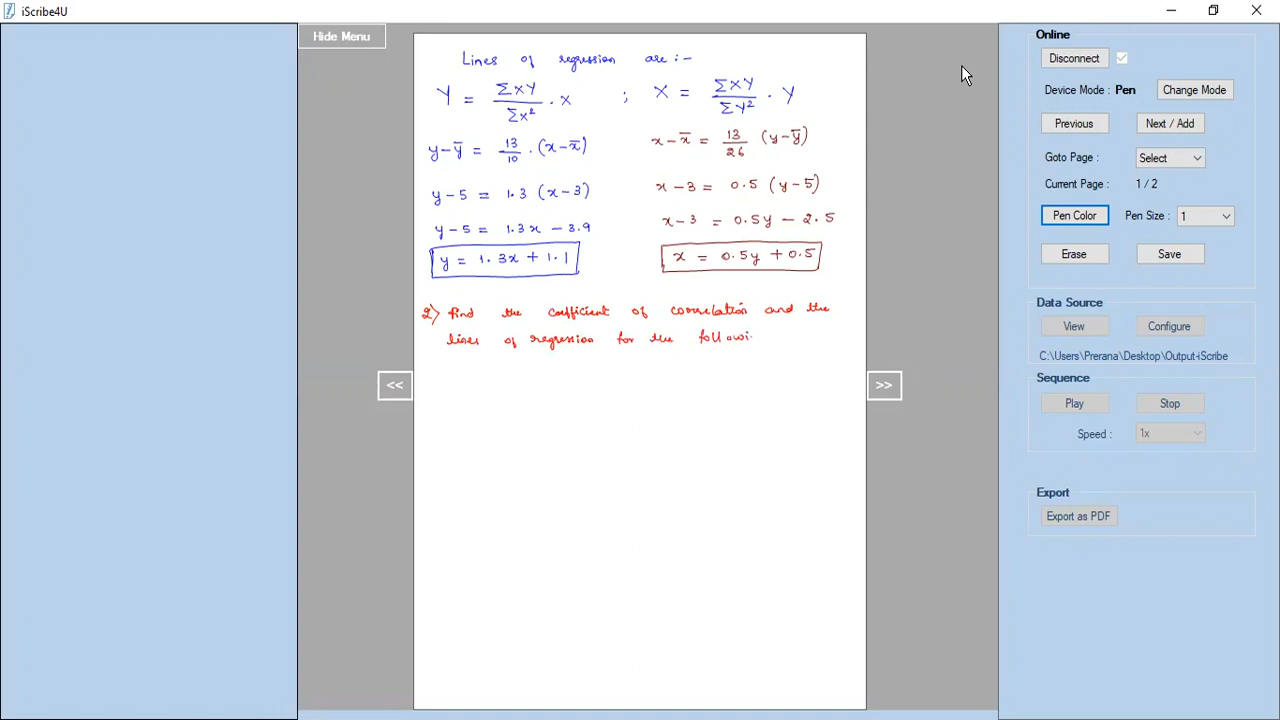 iScribe4U
Hide Menu
Lines of regression are :-
Y = ΣXY/ΣX² · X ; X = ΣXY/ΣY² · Y
y-ȳ = 13/10 · (x-x̄)
x-x̄ = 13/26 (y-ȳ)
y-5 = 1.3 (x-3)
x-3 = 0.5 (y-5)
y-5 = 1.3x - 3.9
x-3 = 0.5y - 2.5
y = 1.3x + 1.1
x = 0.5y + 0.5
2) Find the coefficient of correlation and the
lines of regression for the followi
<<
>>
Online
Disconnect
Device Mode : Pen
Change Mode
Previous
Next / Add
Goto Page :
Select
Current Page :
1 / 2
Pen Color
Pen Size :
1
Erase
Save
Data Source
View
Configure
C:\Users\Prerana\Desktop\Output-iScribe
Sequence
Play
Stop
Speed :
1x
Export
Export as PDF